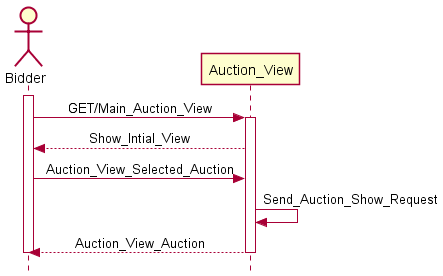 Bidder
Auction_View
GET/Main_Auction_View
Show_Intial_View
Auction_View_Selected_Auction
Send_Auction_Show_Request
Auction_View_Auction